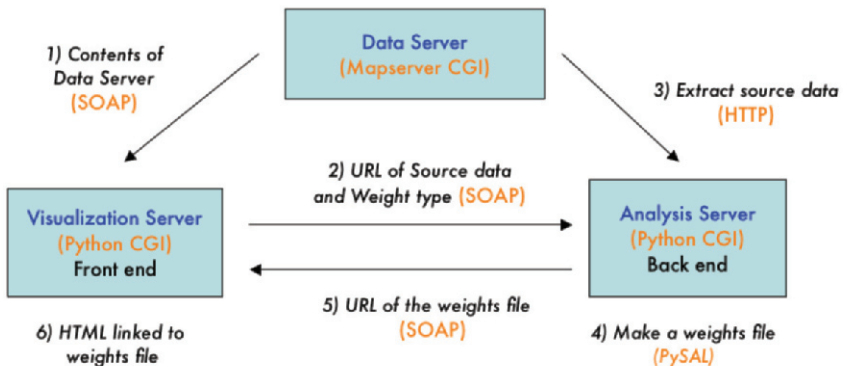 1) Contents of
Data Server
(SOAP)
Data Server
(Mapserver CGI)
3) Extract source data
(HTTP)
2) URL of Source data
and Weight type (SOAP)
Visualization Server
(Python CGI)
Front end
Analysis Server
(Python CGI)
Back end
5) URL of the weights file
(SOAP)
6) HTML linked to
weights file
4) Make a weights file
(PySAL)